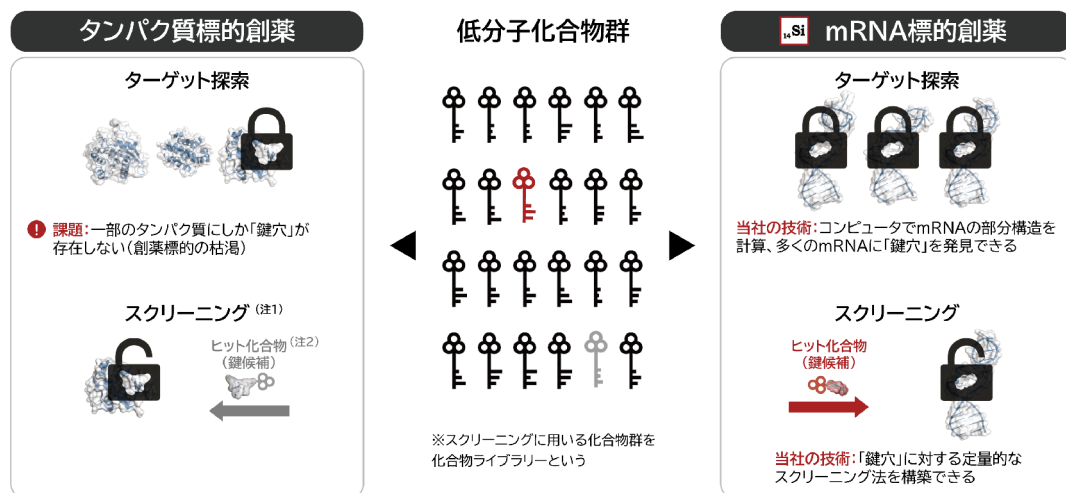 タンパク質標的創薬
ターゲット探索
! 課題:一部のタンパク質にしか「鍵穴」が
存在しない(創薬標的の枯渇)
スクリーニング(注1)
ヒット化合物(注2)
(鍵候補)
低分子化合物群
※スクリーニングに用いる化合物群を
化合物ライブラリーという
14Si mRNA標的創薬
ターゲット探索
当社の技術:コンピュータでmRNAの部分構造を
計算、多くのmRNAに「鍵穴」を発見できる
スクリーニング
ヒット化合物
(鍵候補)
当社の技術:「鍵穴」に対する定量的な
スクリーニング法を構築できる